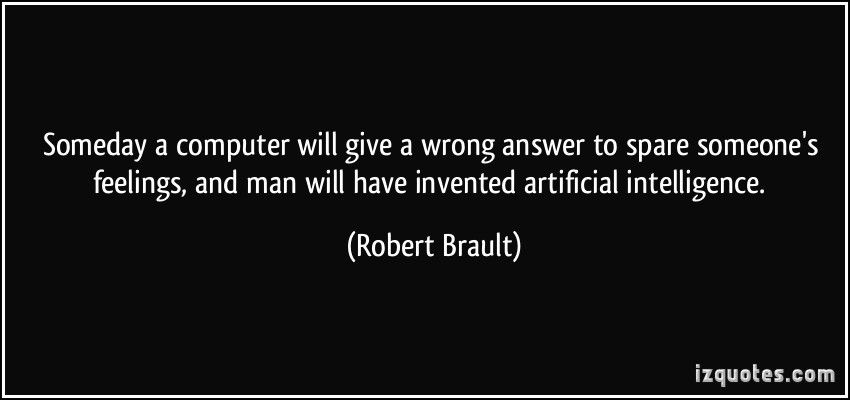 Someday a computer will give a wrong answer to spare someone's
feelings, and man will have invented artificial intelligence.
(Robert Brault)
izquotes.com